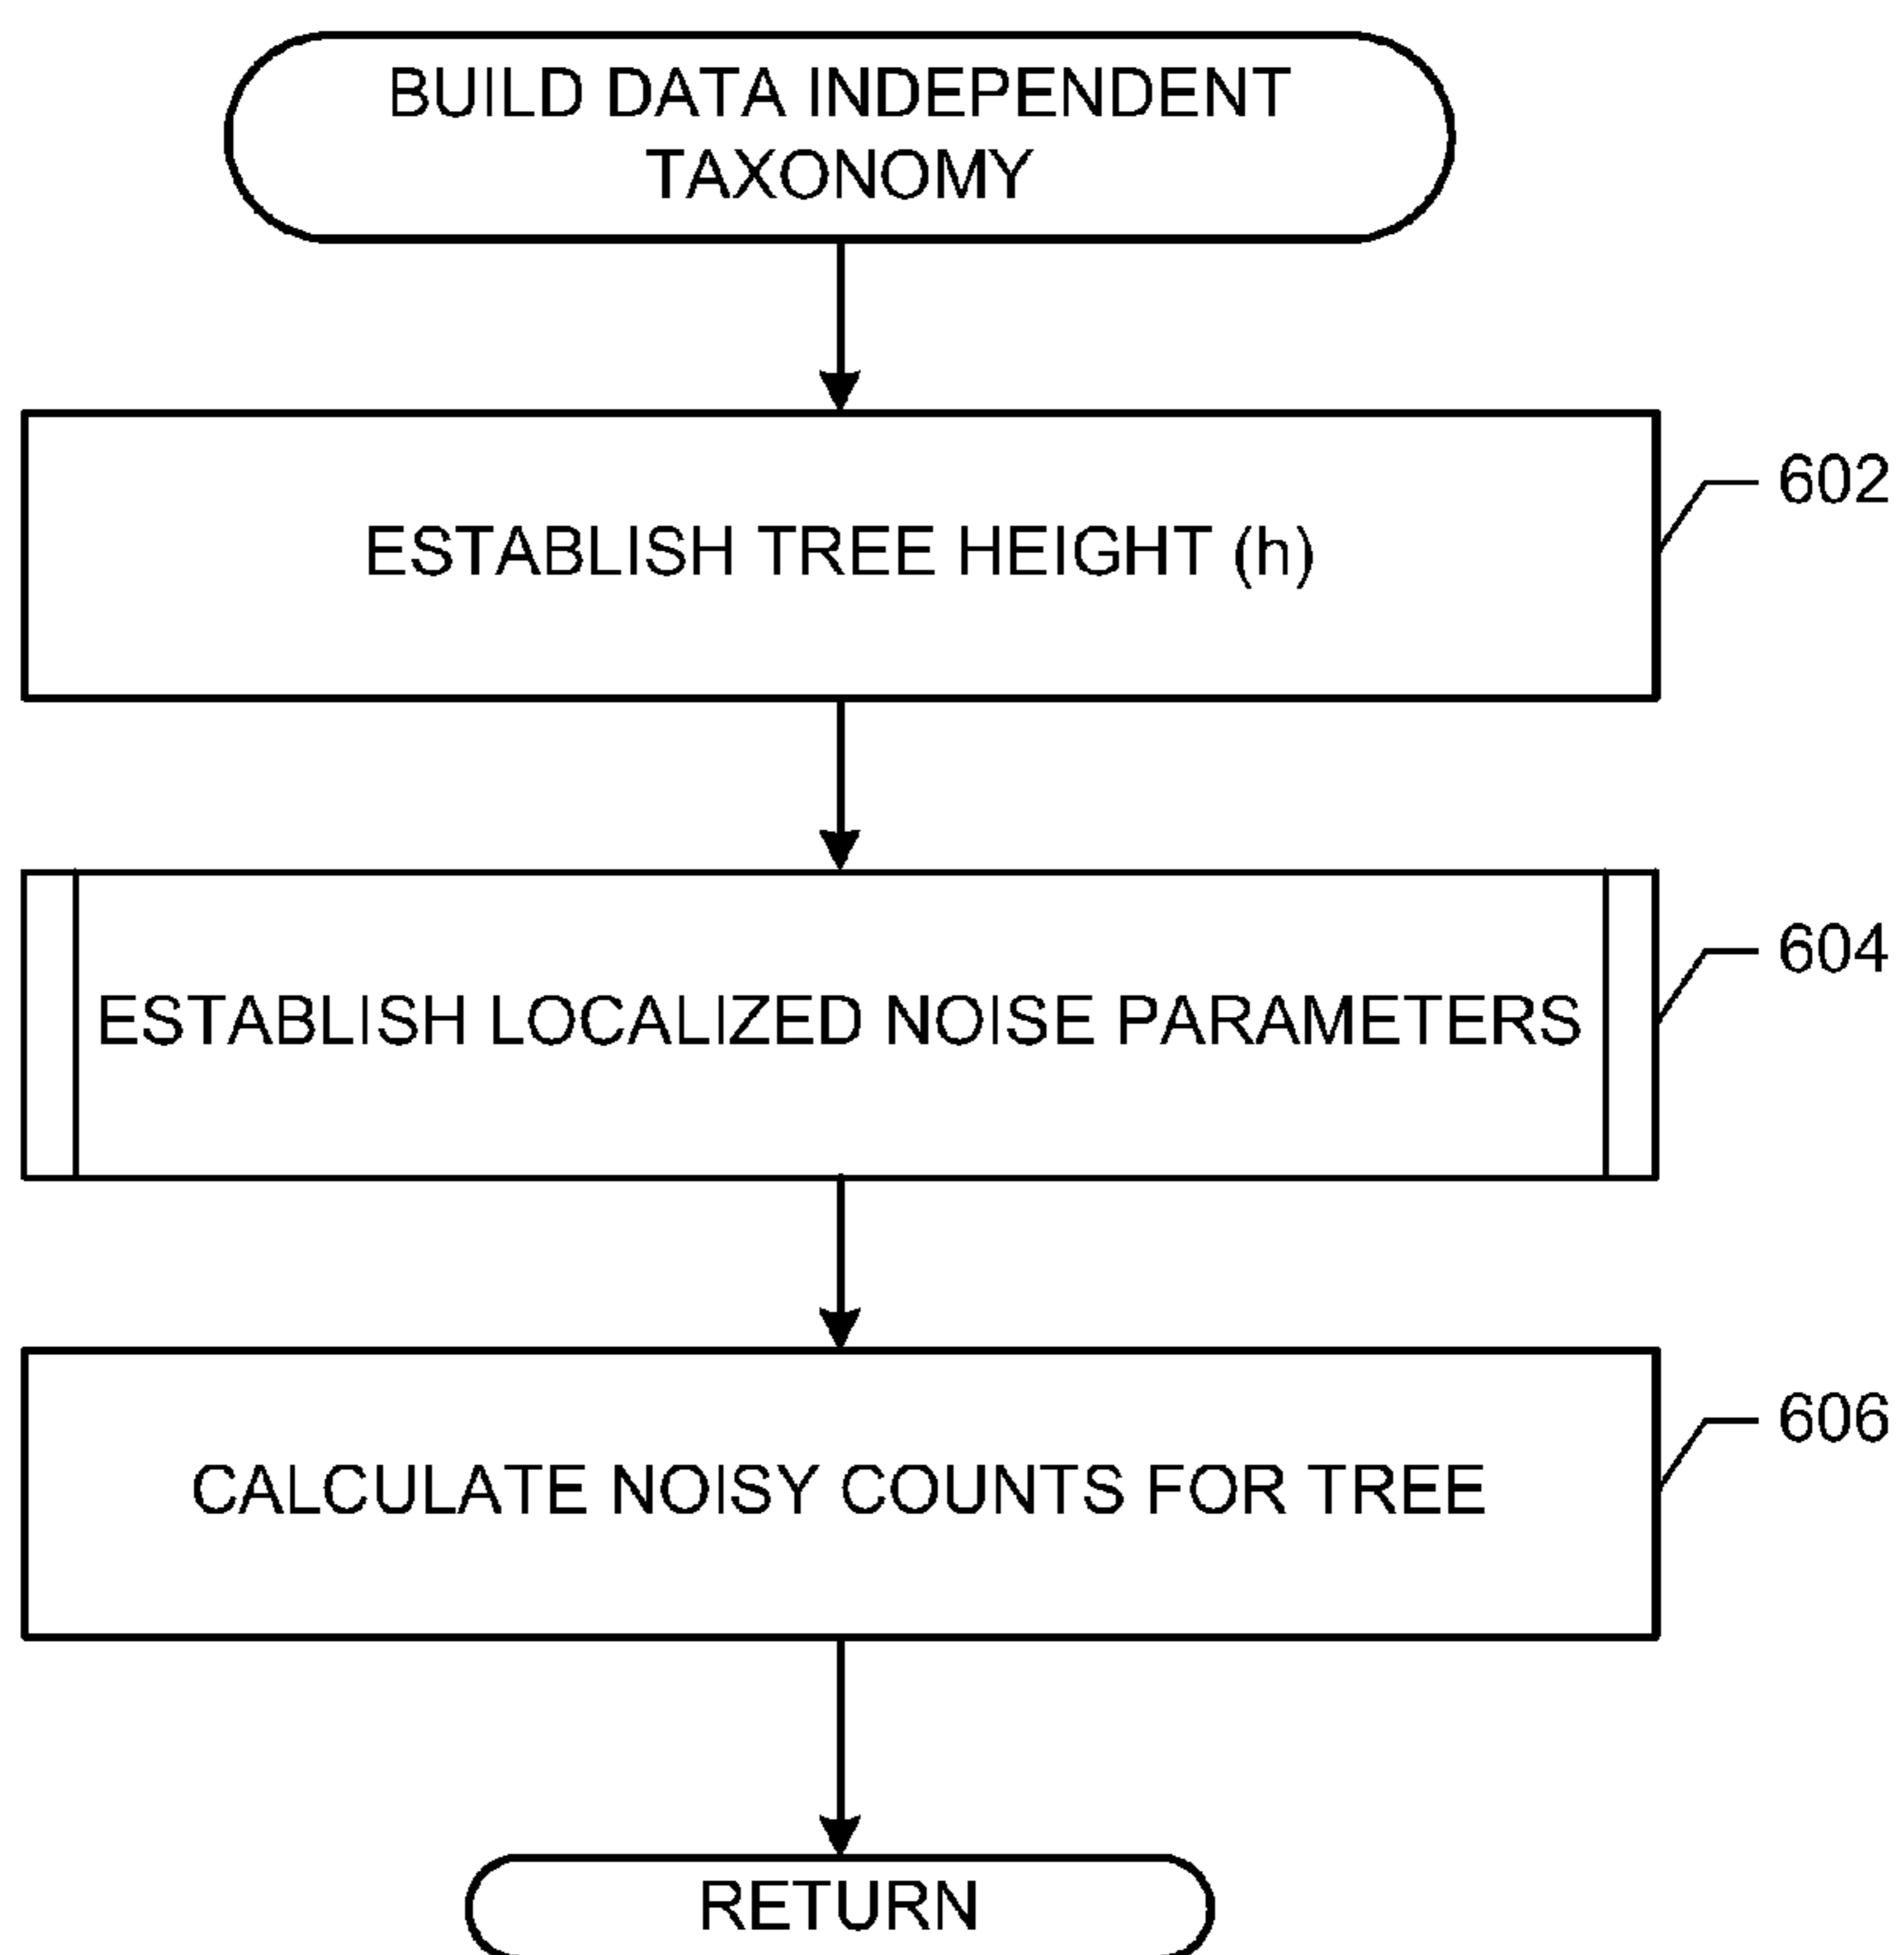 BUILD DATA INDEPENDENT
TAXONOMY
602
ESTABLISH TREE HEIGHT (h)
604
ESTABLISH LOCALIZED NOISE PARAMETERS
606
CALCULATE NOISY COUNTS FOR TREE
RETURN